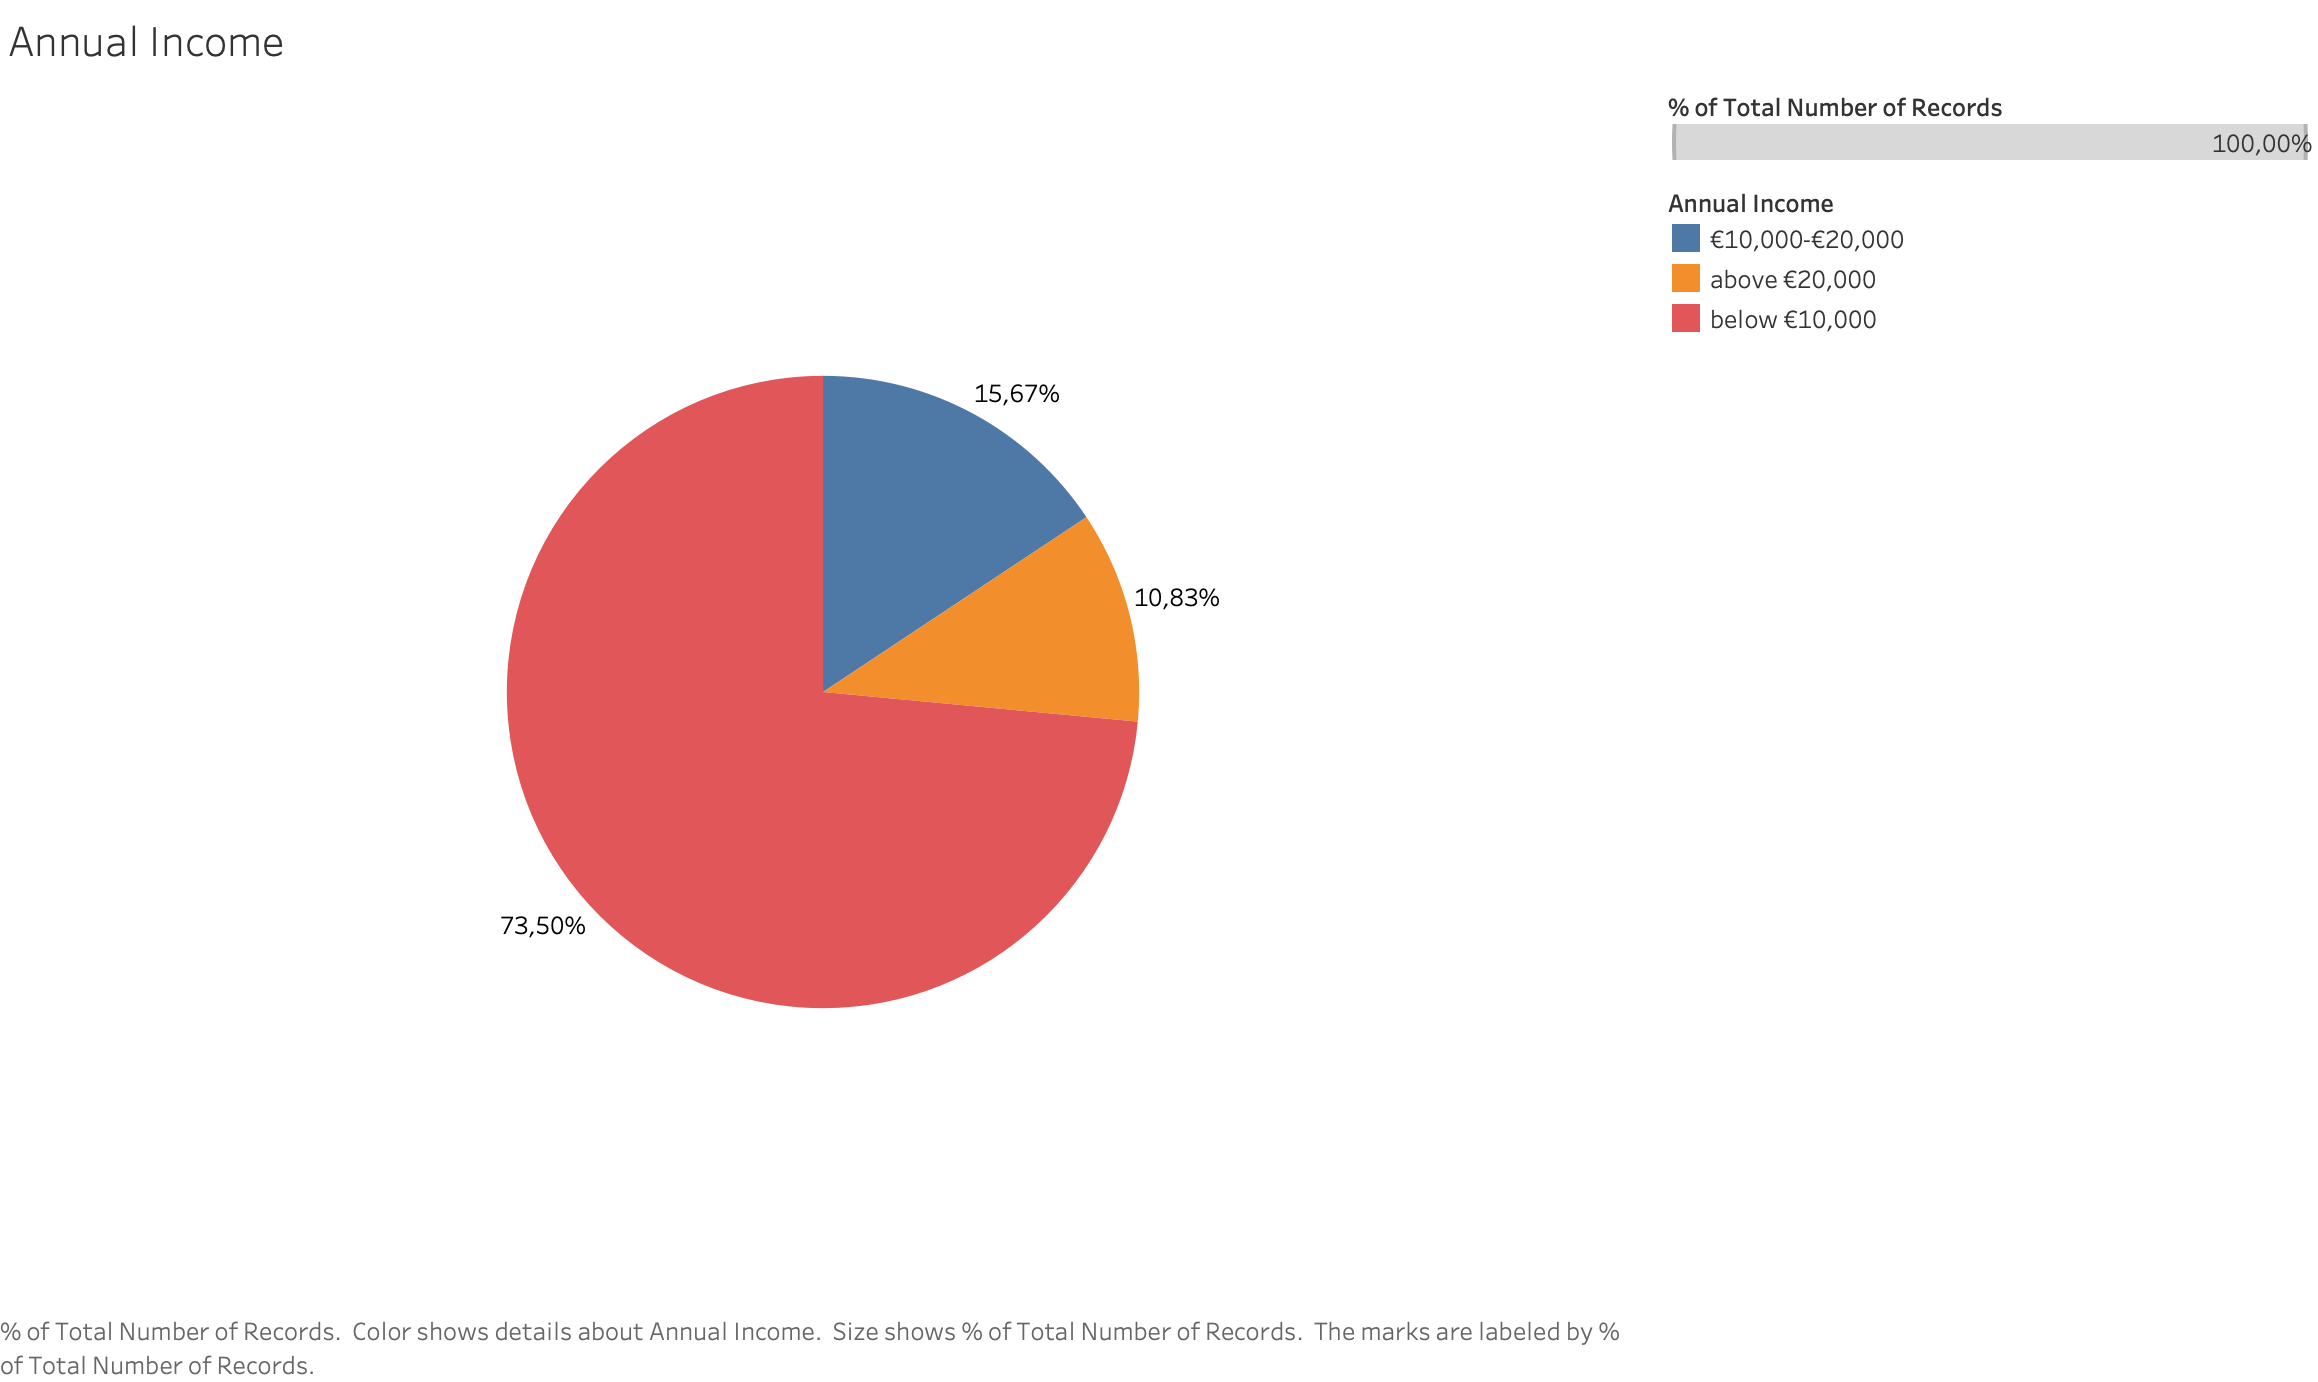 Annual Income
% of Total Number of Records
100,00%
Annual Income
€10,000-€20,000
above €20,000
below €10,000
15,67%
10,83%
73,50%
% of Total Number of Records.  Color shows details about Annual Income.  Size shows % of Total Number of Records.  The marks are labeled by %
of Total Number of Records.